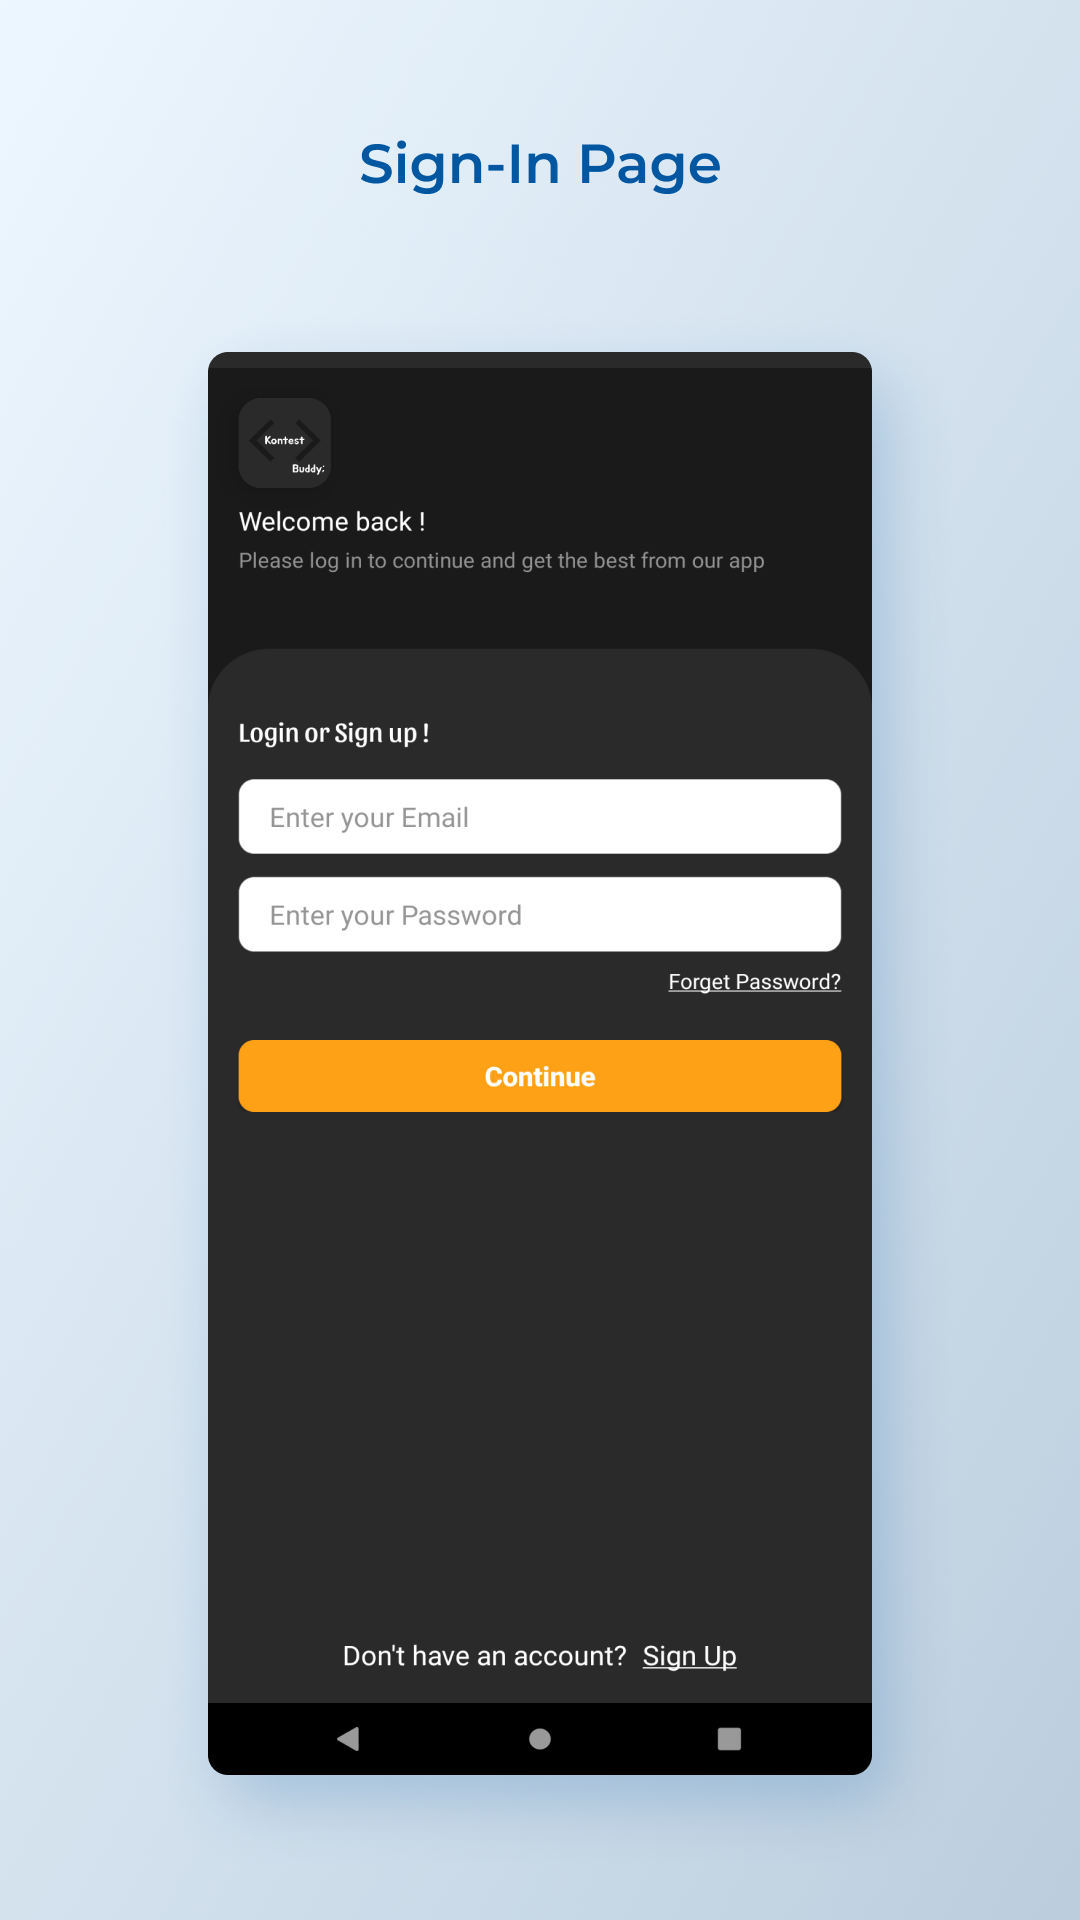 Sign-In Page
Kontest
Buddy;
Welcome back !
Please log in to continue and get the best from our app
Login or Sign up !
Enter your Email
Enter your Password
Forget Password?
Continue
Don't have an account? Sign Up